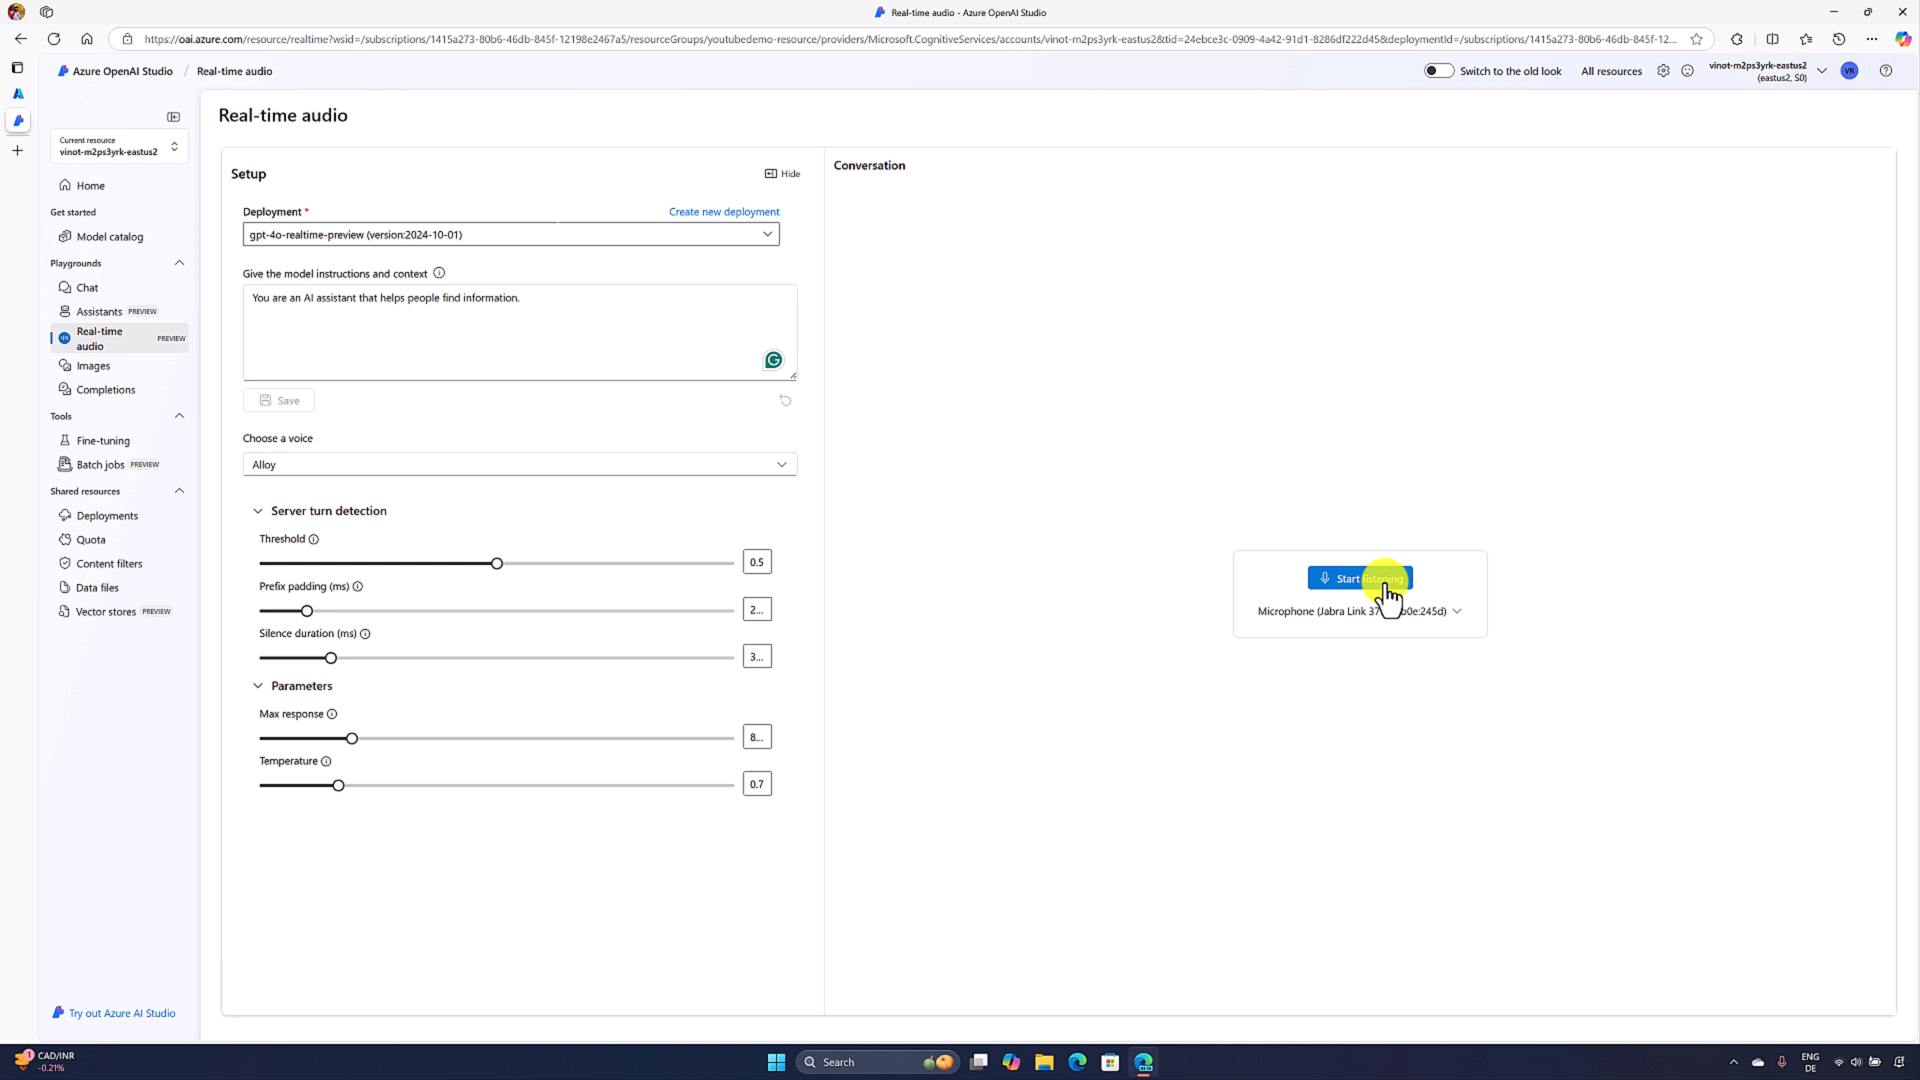 Real-time audio - Azure OpenAI Studio
https://oai.azure.com/resource/realtime?wsid=/subscriptions/1415a273-80b6-46db-845f-12198e2467a5/resourceGroups/youtubedemo-resource/providers/Microsoft.CognitiveServices/accounts/vinot-m2ps3yrk-eastus2&tid=24ebce3c-0909-4a42-91d1-8286df222d45&deploymentId=/subscriptions/1415a273-80b6-46db-845f-12...
Azure OpenAI Studio / Real-time audio
Switch to the old look
All resources
vinot-m2ps3yrk-eastus2
(eastus2, S0)
VR
Current resource
vinot-m2ps3yrk-eastus2
Home
Get started
Model catalog
Playgrounds
Chat
Assistants PREVIEW
Real-time audio PREVIEW
Images
Completions
Tools
Fine-tuning
Batch jobs PREVIEW
Shared resources
Deployments
Quota
Content filters
Data files
Vector stores PREVIEW
Try out Azure AI Studio
Real-time audio
Setup
Hide
Deployment *
Create new deployment
gpt-4o-realtime-preview (version:2024-10-01)
Give the model instructions and context
You are an AI assistant that helps people find information.
Save
Choose a voice
Alloy
Server turn detection
Threshold
0.5
Prefix padding (ms)
2...
Silence duration (ms)
3...
Parameters
Max response
8...
Temperature
0.7
Conversation
Start listening
Microphone (Jabra Link 37 b0e:245d)
1
CAD/INR
-0.21%
Search
ENG
DE